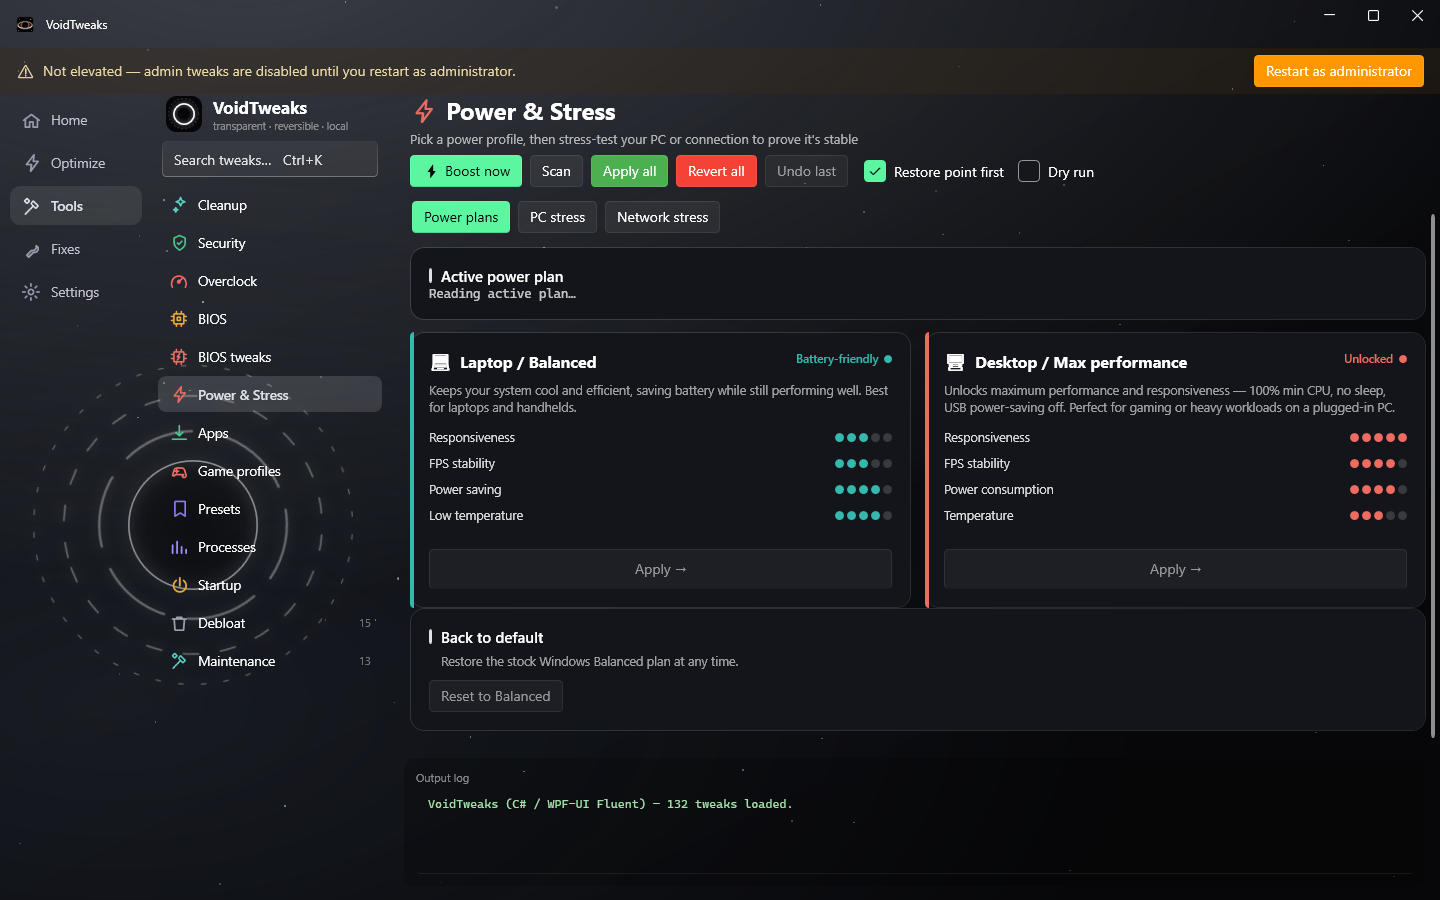 VoidTweaks
Not elevated — admin tweaks are disabled until you restart as administrator.
Restart as administrator
Home
Optimize
Tools
Fixes
Settings
VoidTweaks
transparent · reversible · local
Search tweaks... Ctrl+K
Cleanup
Security
Overclock
BIOS
BIOS tweaks
Power & Stress
Apps
Game profiles
Presets
Processes
Startup
Debloat 15
Maintenance 13
Power & Stress
Pick a power profile, then stress-test your PC or connection to prove it's stable
Boost now Scan Apply all Revert all Undo last Restore point first Dry run
Power plans PC stress Network stress
Active power plan
Reading active plan…
Laptop / Balanced Battery-friendly
Keeps your system cool and efficient, saving battery while still performing well. Best
for laptops and handhelds.
Responsiveness
FPS stability
Power saving
Low temperature
Apply →
Desktop / Max performance Unlocked
Unlocks maximum performance and responsiveness — 100% min CPU, no sleep,
USB power-saving off. Perfect for gaming or heavy workloads on a plugged-in PC.
Responsiveness
FPS stability
Power consumption
Temperature
Apply →
Back to default
Restore the stock Windows Balanced plan at any time.
Reset to Balanced
Output log
VoidTweaks (C# / WPF-UI Fluent) — 132 tweaks loaded.